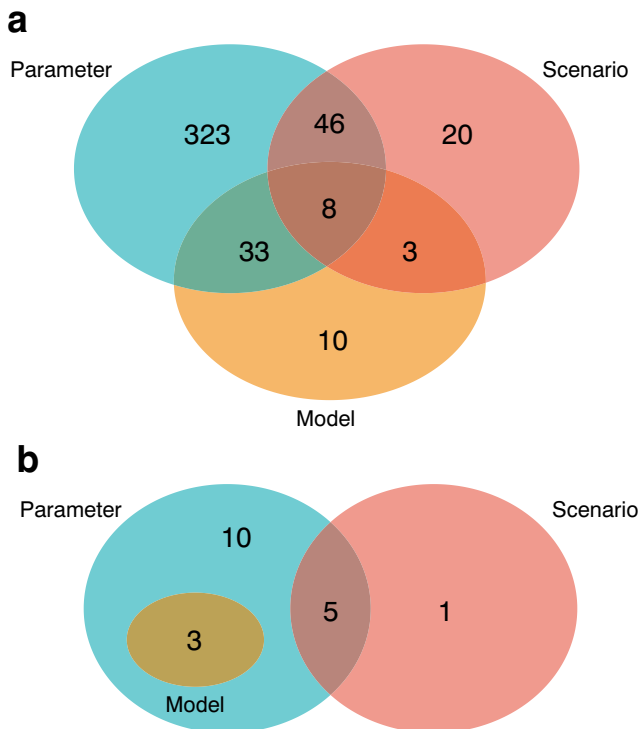 a
Parameter
Scenario
323
46
20
8
33
3
10
Model
b
Parameter
Scenario
10
5
1
3
Model